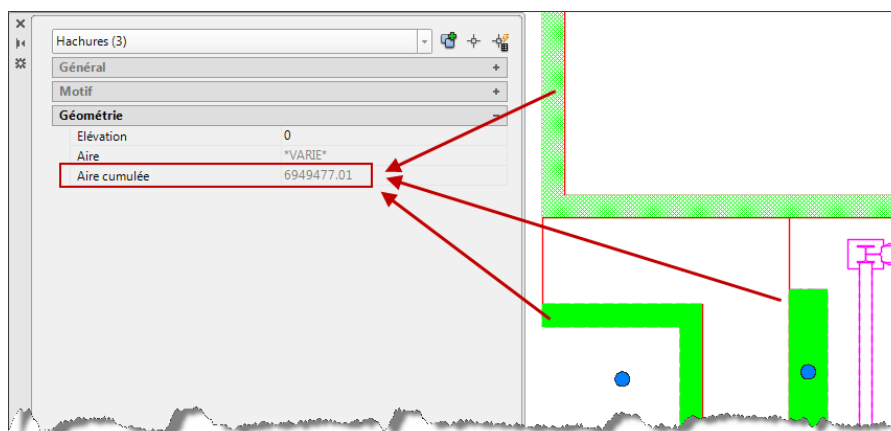 Hachures (3)
Général
Motif
Géométrie
Elévation 0
Aire *VARIE*
Aire cumulée 6949477.01